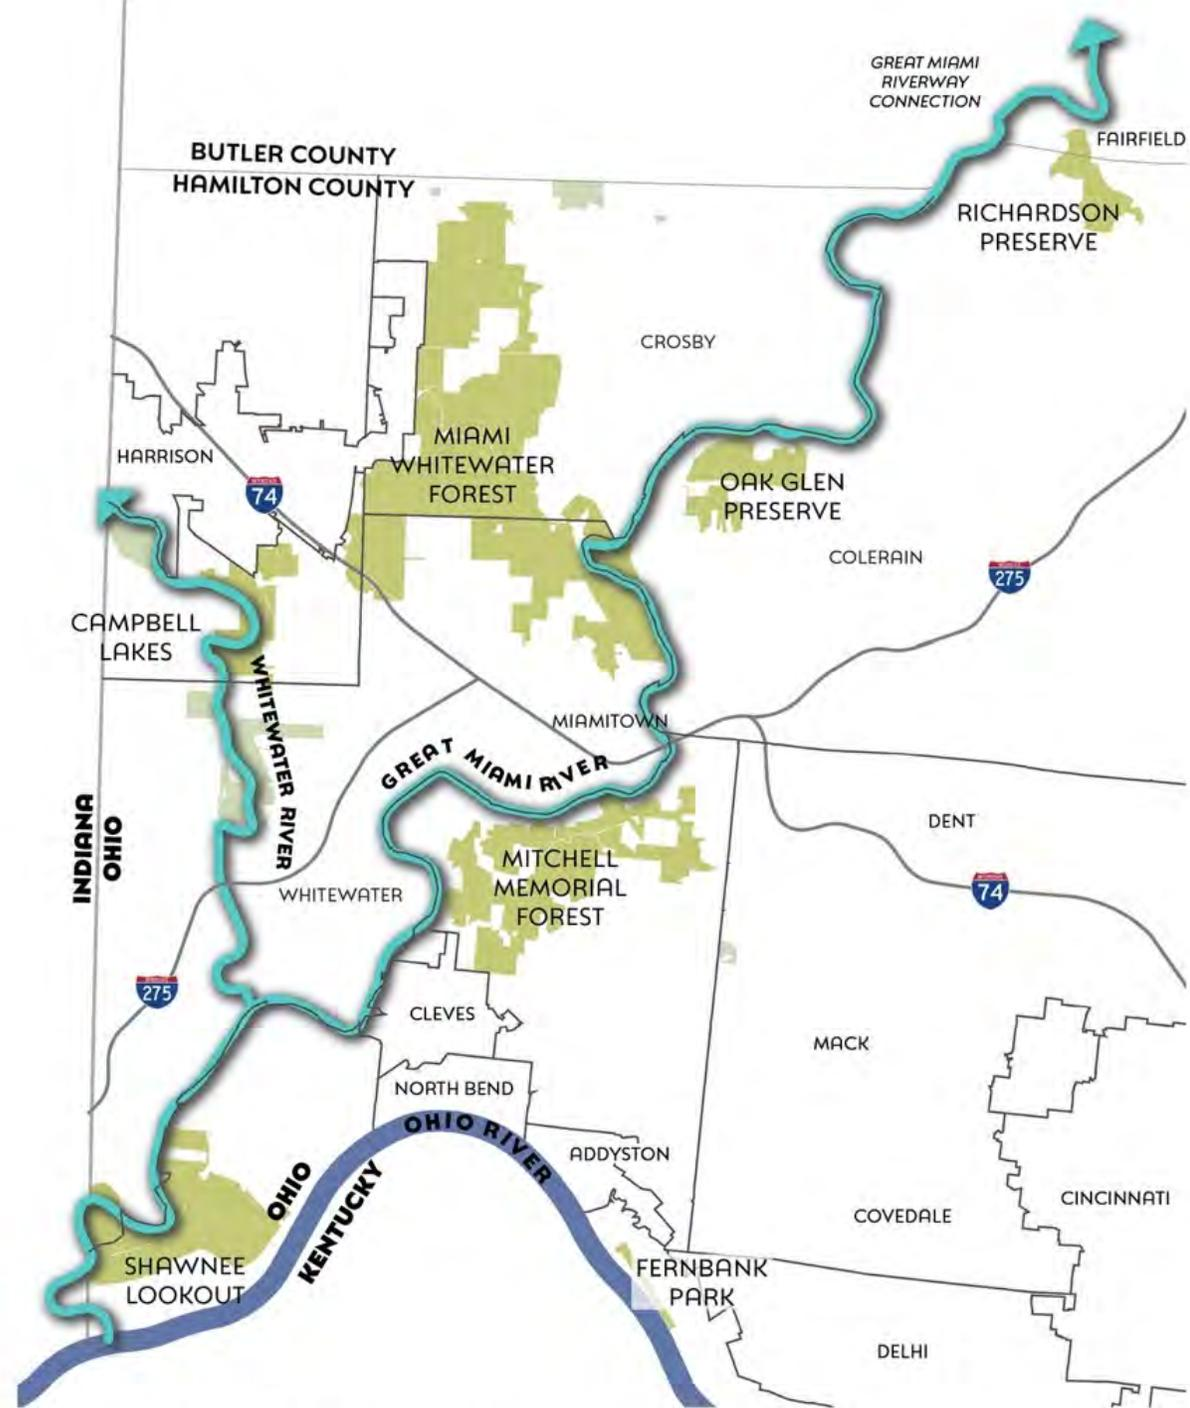 GREAT MIAMI
RIVERWAY
CONNECTION
FAIRFIELD
BUTLER COUNTY
HAMILTON COUNTY
RICHARDSON
PRESERVE
CROSBY
HARRISON
MIAMI
WHITEWATER
FOREST
74
OAK GLEN
PRESERVE
COLERAIN
275
CAMPBELL
LAKES
WHITEWATER RIVER
MIAMITOWN
GREAT MIAMI RIVER
INDIANA
OHIO
DENT
MITCHELL
MEMORIAL
FOREST
WHITEWATER
74
275
CLEVES
MACK
NORTH BEND
OHIO RIVER
ADDYSTON
OHIO
KENTUCKY
CINCINNATI
COVEDALE
SHAWNEE
LOOKOUT
FERNBANK
PARK
DELHI